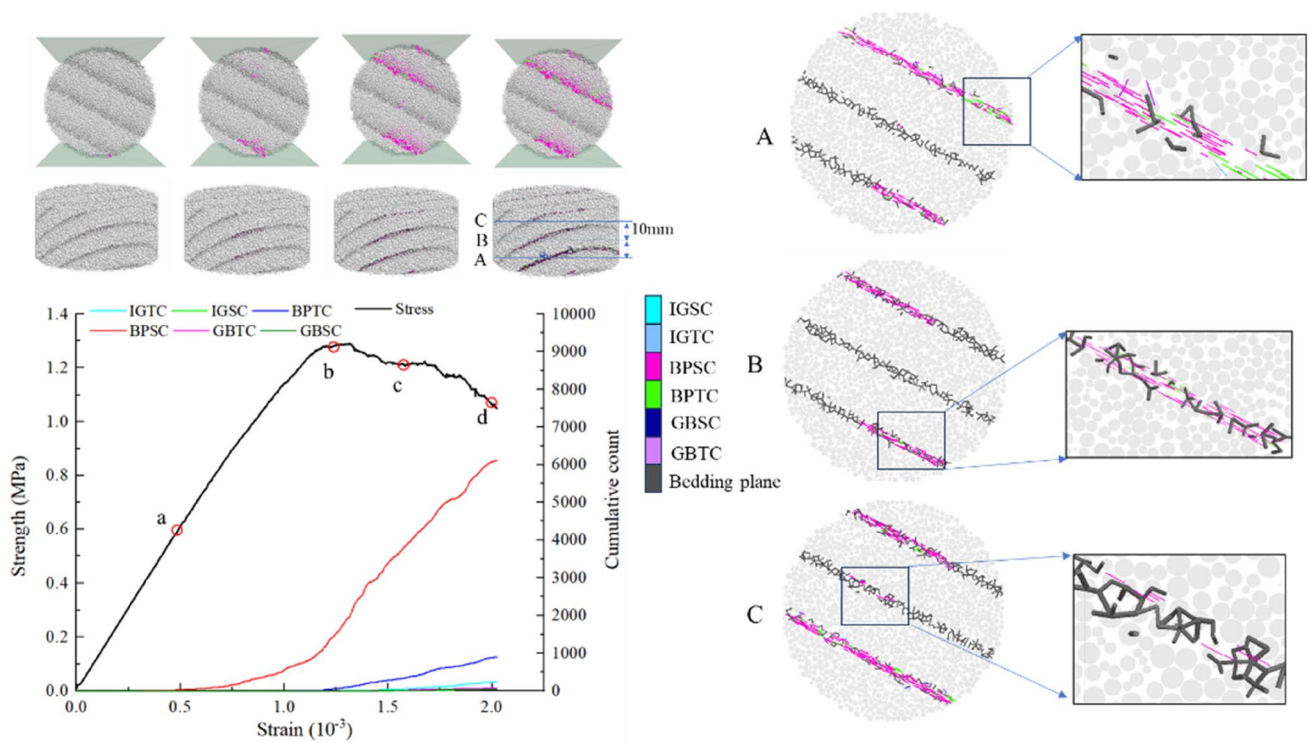 C
B
A
10mm
IGTC IGSC BPTC Stress
BPSC GBTC GBSC
1.4
1.2
1.0
0.8
0.6
0.4
0.2
0.0
Strength (MPa)
a
b
c
d
10000
9000
8000
7000
6000
5000
4000
3000
2000
1000
0
Cumulative count
0.0 0.5 1.0 1.5 2.0
Strain (10⁻³)
IGSC
IGTC
BPSC
BPTC
GBSC
GBTC
Bedding plane
A
B
C